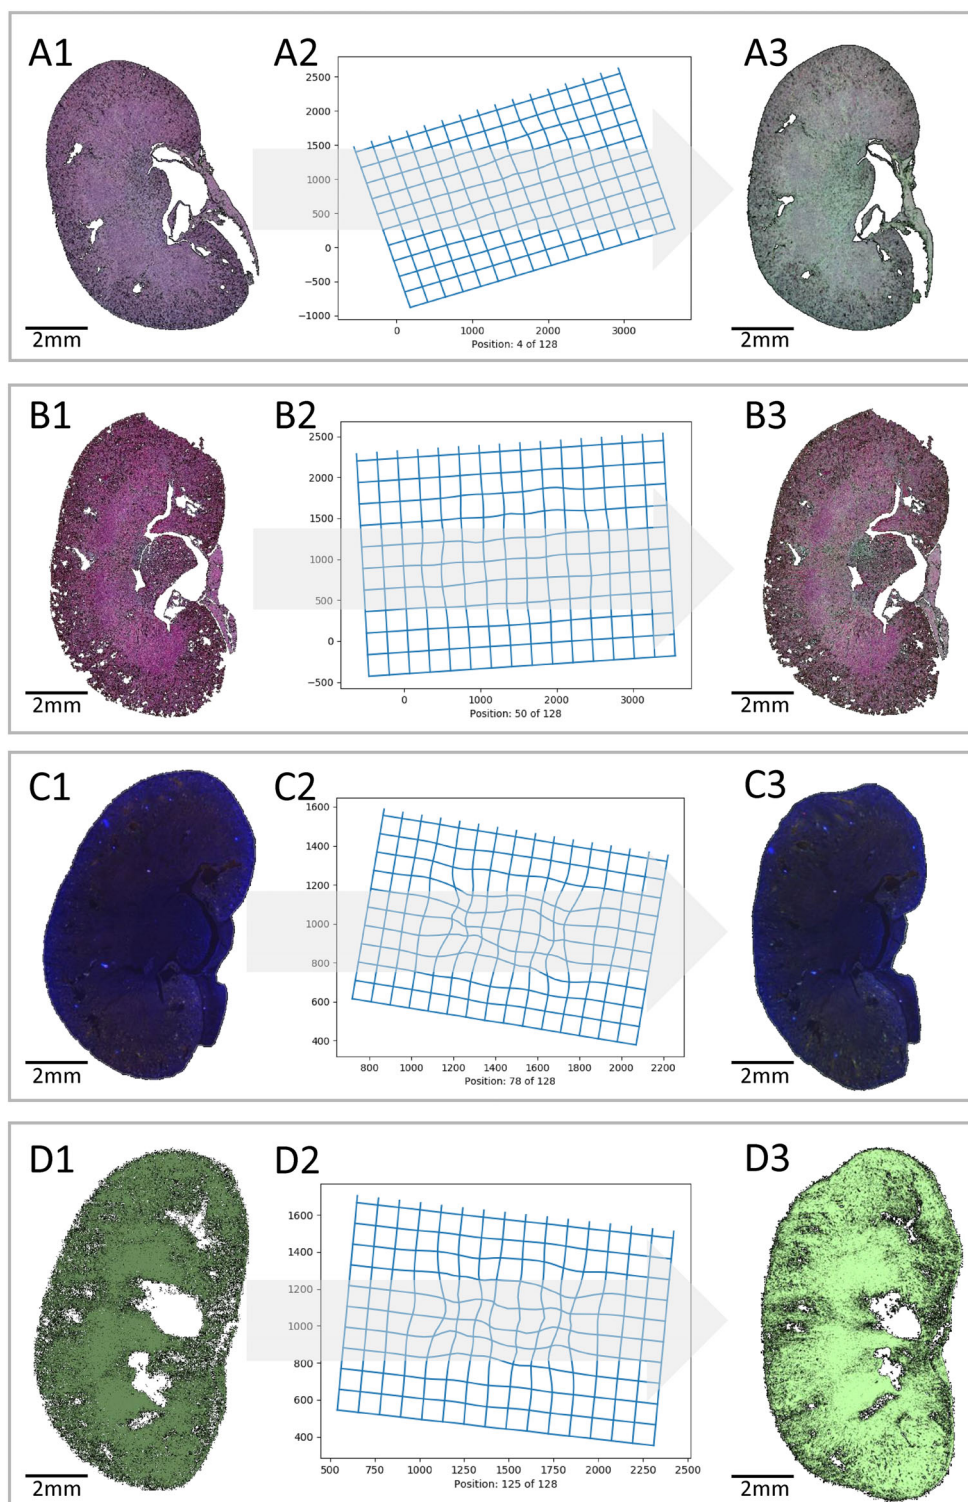 A1
A2
A3
2500
2000
1500
1000
500
0
−500
−1000
0
1000
2000
3000
Position: 4 of 128
2mm
2mm
B1
B2
B3
2500
2000
1500
1000
500
0
−500
0
1000
2000
3000
Position: 50 of 128
2mm
2mm
C1
C2
C3
1600
1400
1200
1000
800
600
400
800
1000
1200
1400
1600
1800
2000
2200
Position: 78 of 128
2mm
2mm
D1
D2
D3
1600
1400
1200
1000
800
600
400
500
750
1000
1250
1500
1750
2000
2250
2500
Position: 125 of 128
2mm
2mm